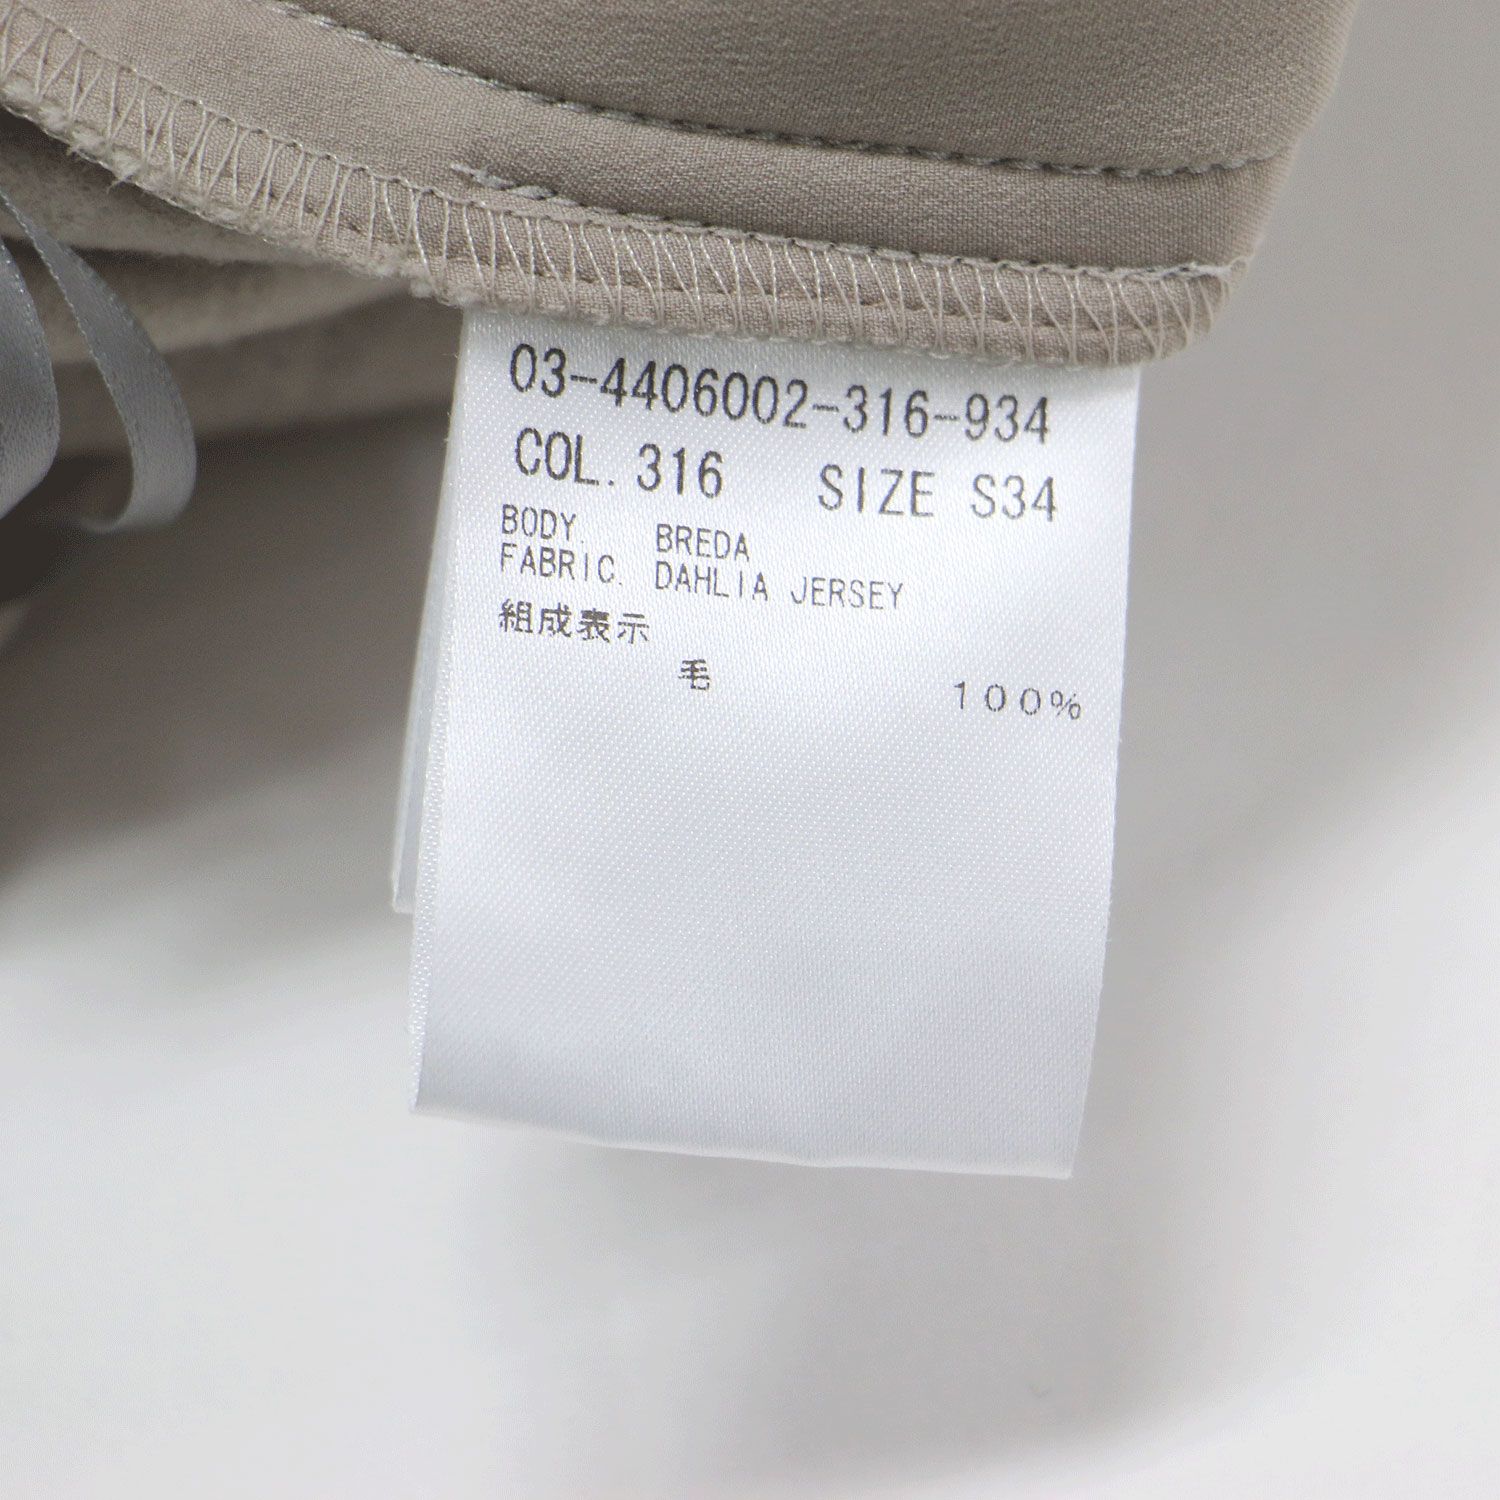 03-4406002-316-934
COL. 316 SIZE S34
BODY. BREDA
FABRIC. DAHLIA JERSEY
組成表示
毛 100%